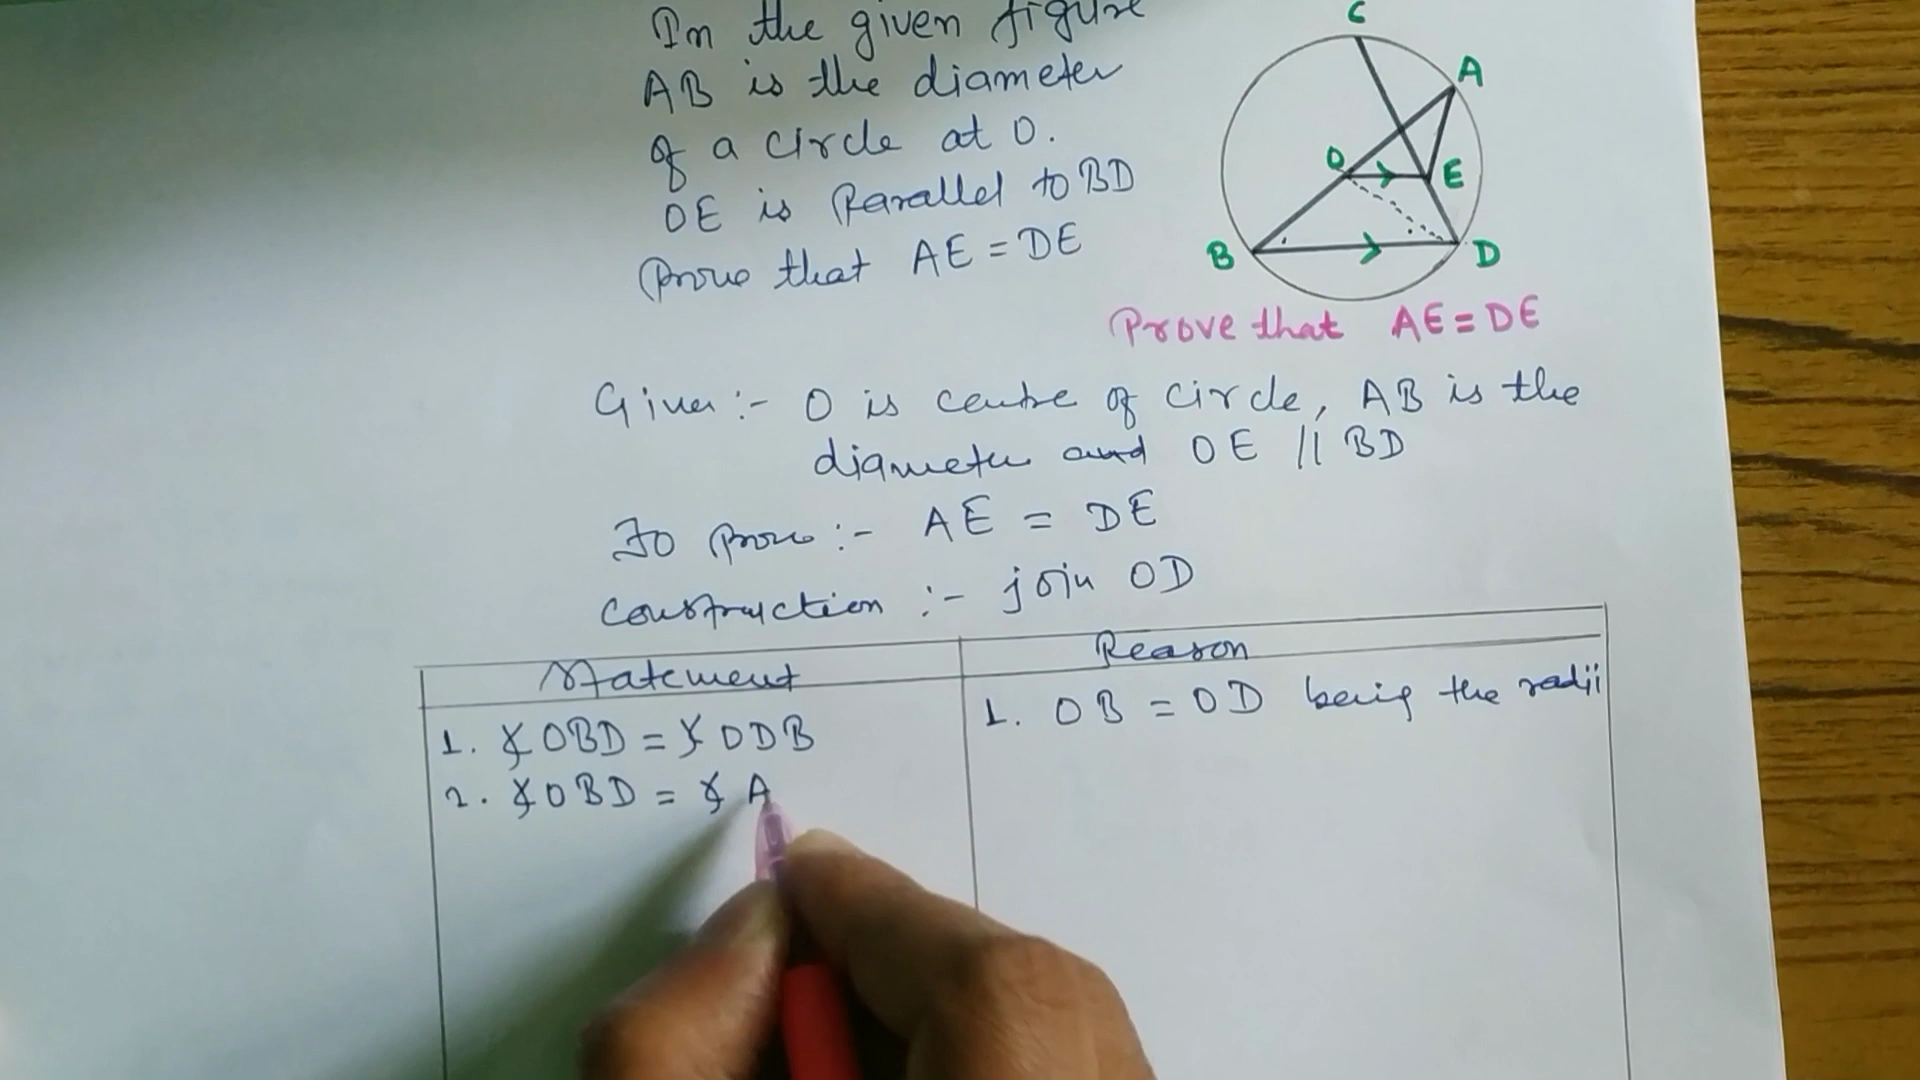 In the given figure
AB is the diameter
of a circle at O.
OE is Parallel to BD
Prove that AE = DE
C
A
O
E
B
D
Prove that AE = DE
Given :- O is centre of circle, AB is the
diameter and OE // BD
To prove :- AE = DE
Construction :- join OD
Statement
Reason
1. ∠OBD = ∠ODB
1. OB = OD being the radii
2. ∠OBD = ∠A